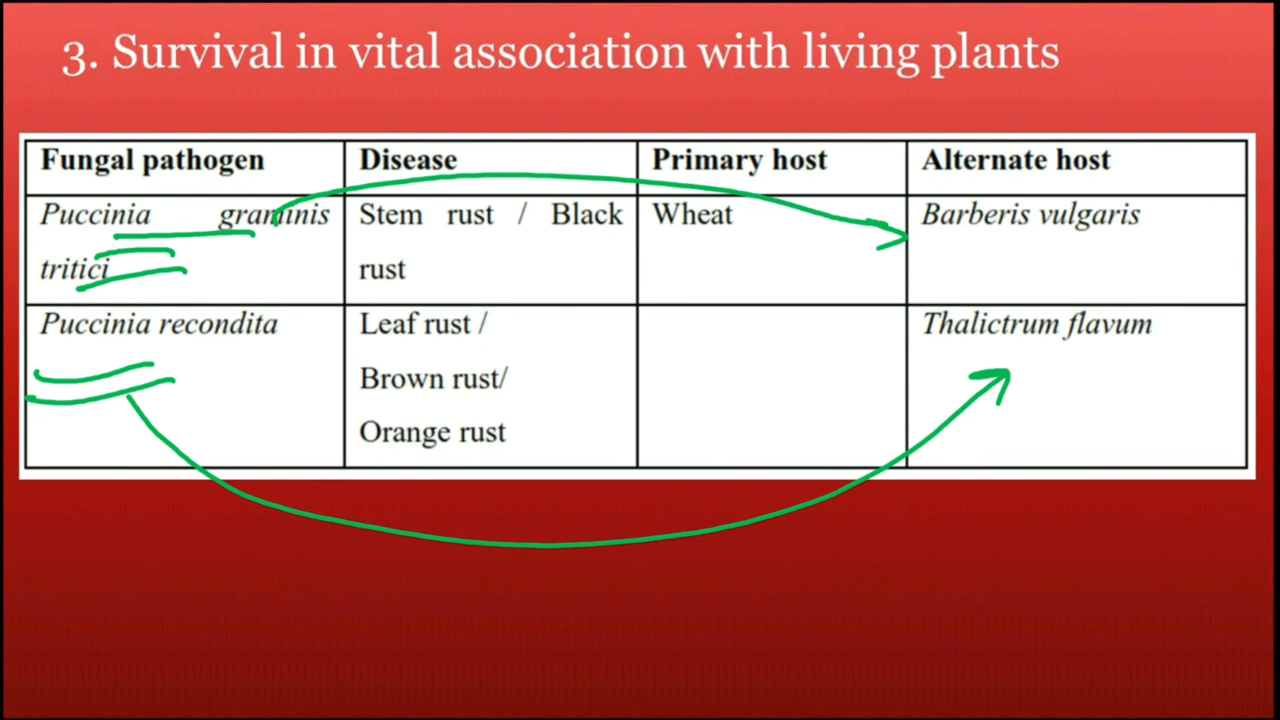 3. Survival in vital association with living plants
Fungal pathogen Disease Primary host Alternate host
Puccinia graminis Stem rust / Black Wheat Barberis vulgaris
tritici rust
Puccinia recondita Leaf rust / Thalictrum flavum
Brown rust/
Orange rust